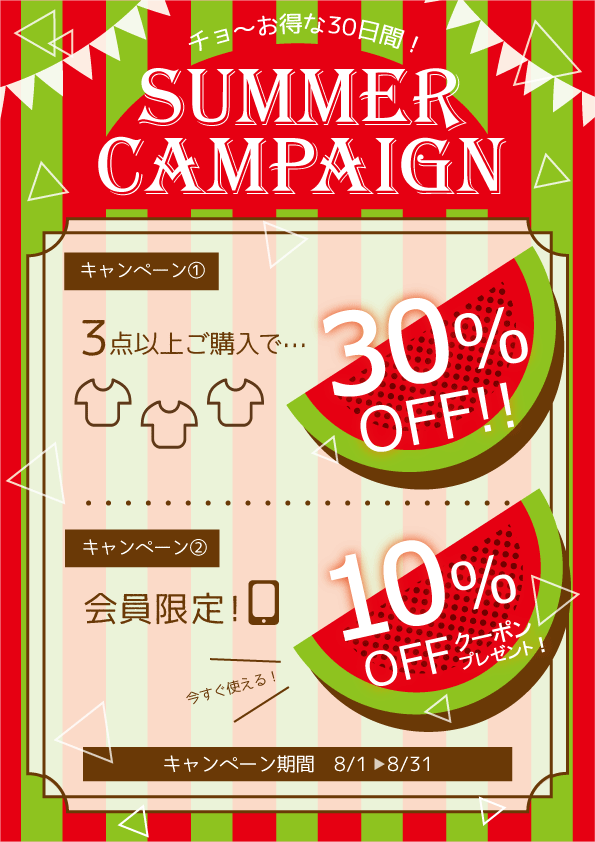 チョ〜お得な30日間！
SUMMER
CAMPAIGN
キャンペーン①
3点以上ご購入で…
30%
OFF!!
キャンペーン②
会員限定！
10%
OFF クーポン
プレゼント！
今すぐ使える！
キャンペーン期間 8/1▶8/31